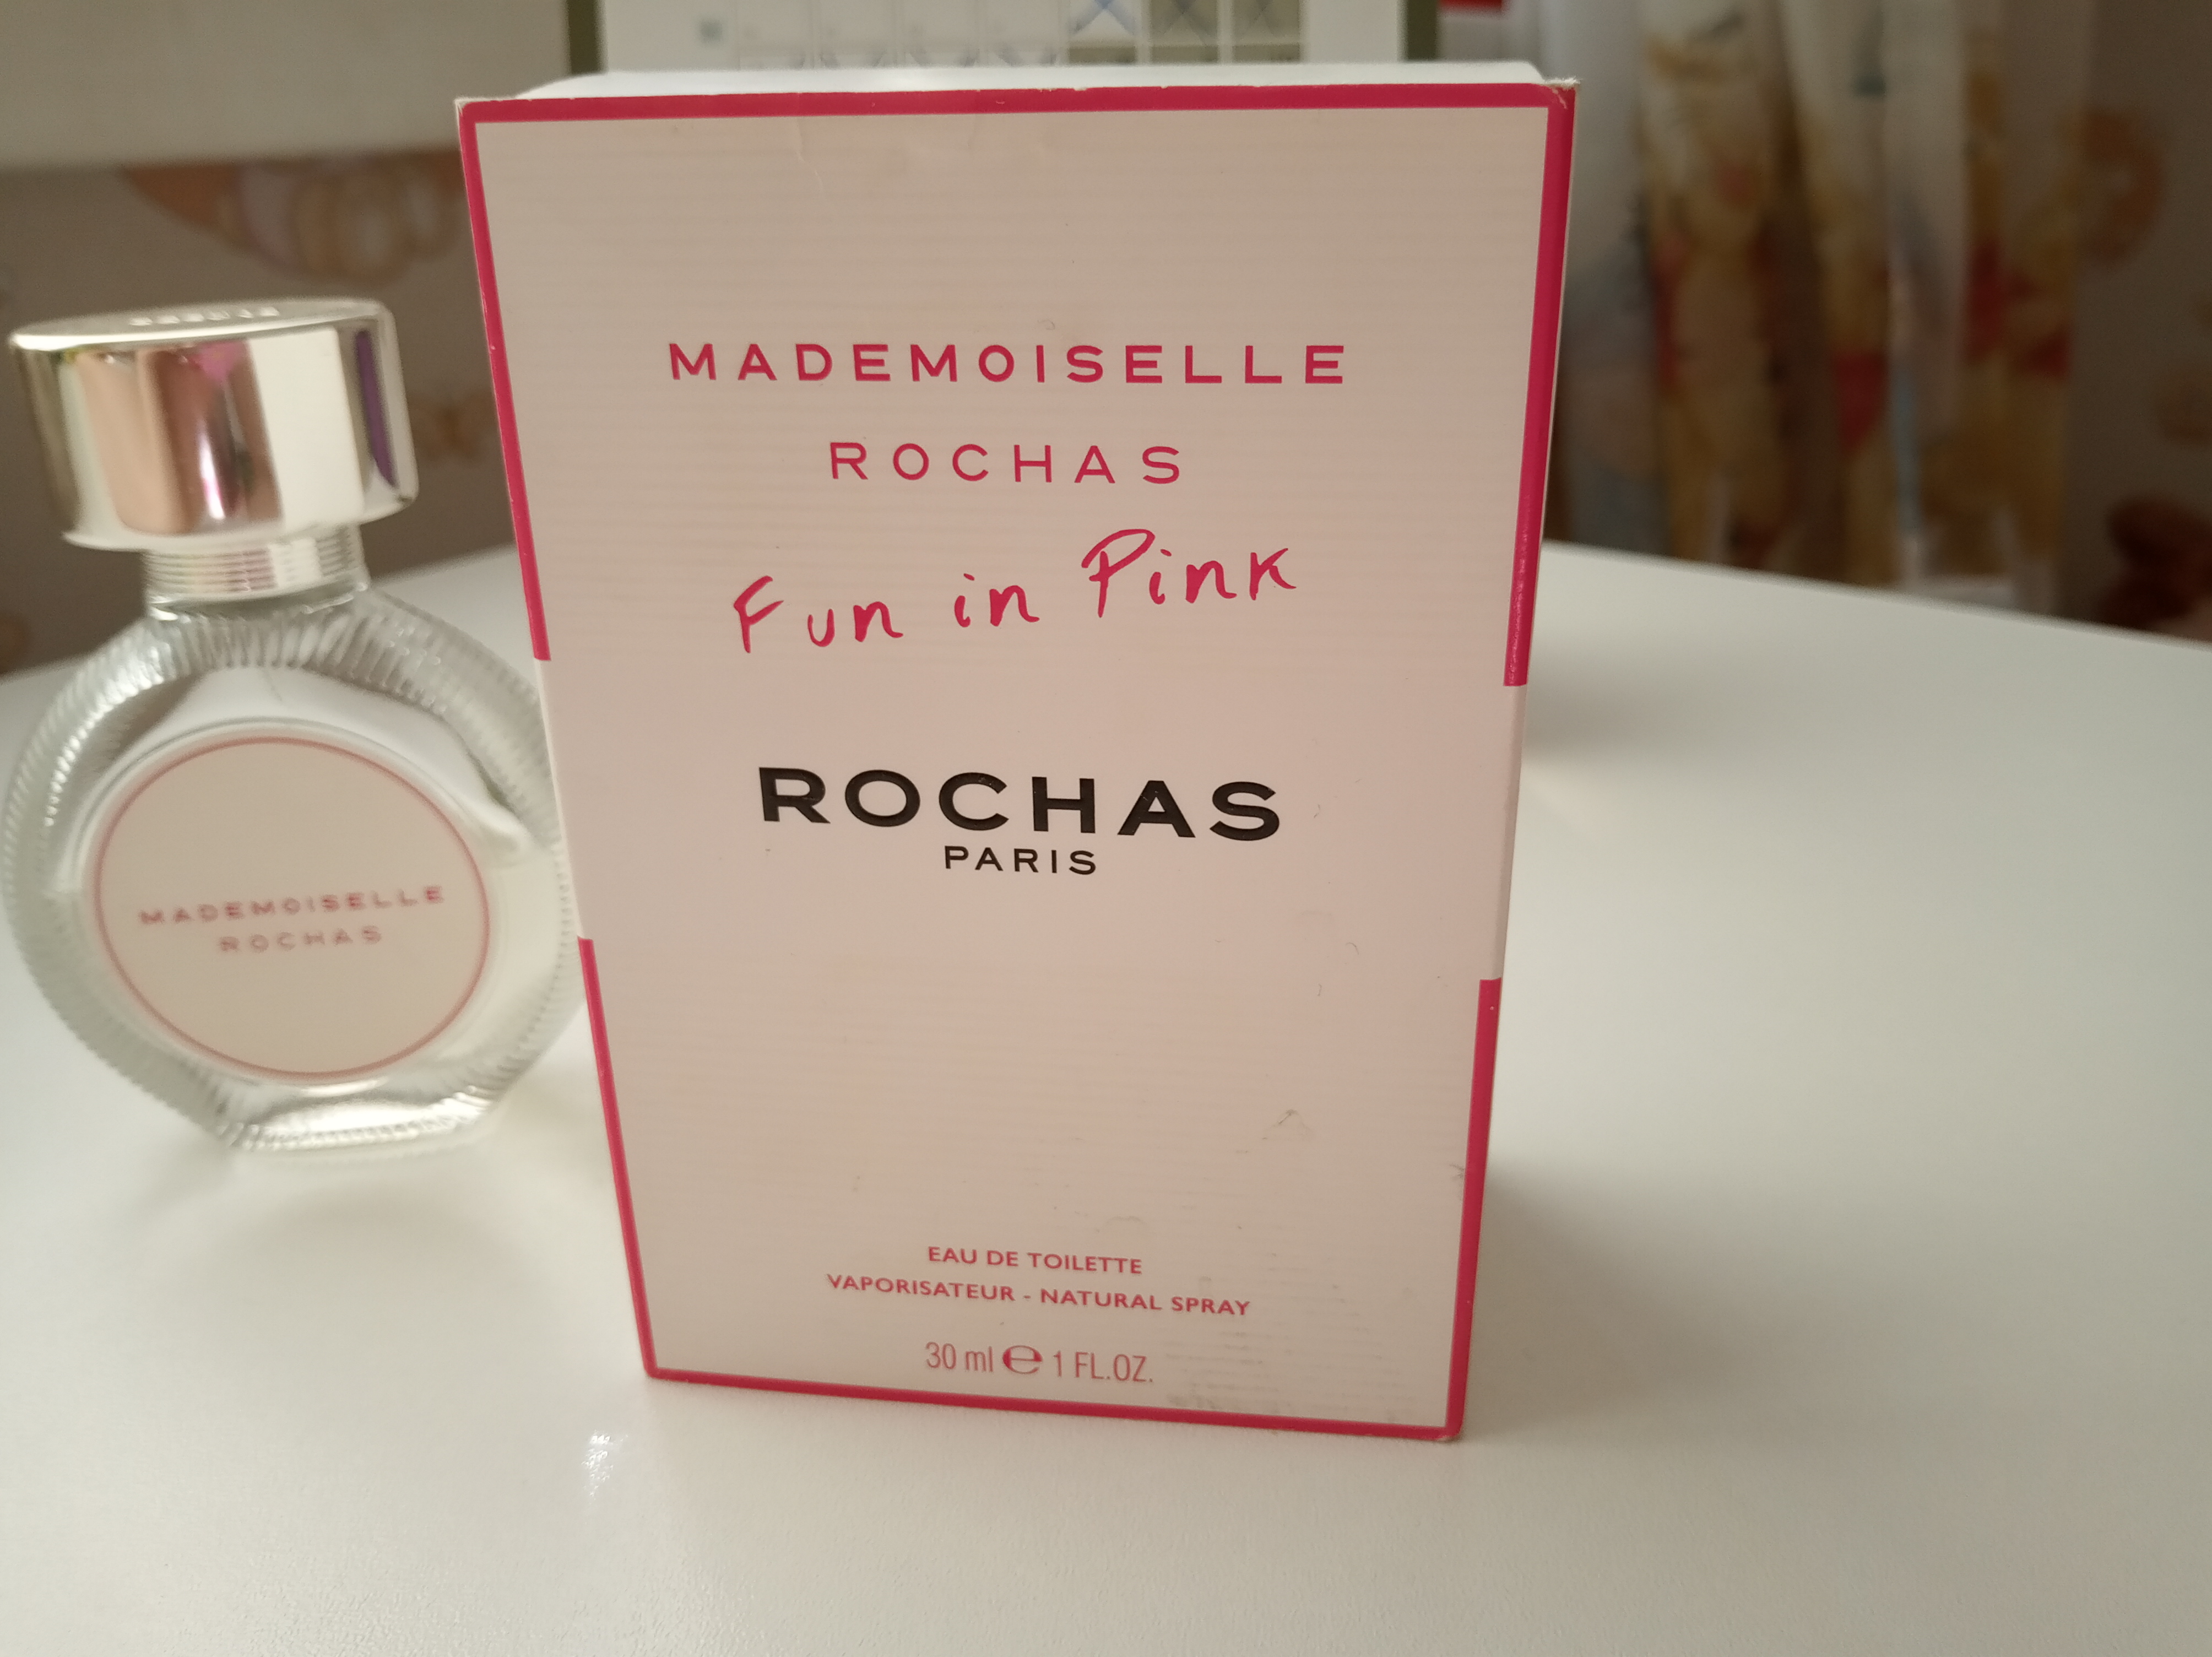 MADEMOISELLE
ROCHAS
Fun in Pink
ROCHAS
PARIS
EAU DE TOILETTE
VAPORISATEUR - NATURAL SPRAY
30 ml ℮ 1 FL.OZ.
MADEMOISELLE
ROCHAS